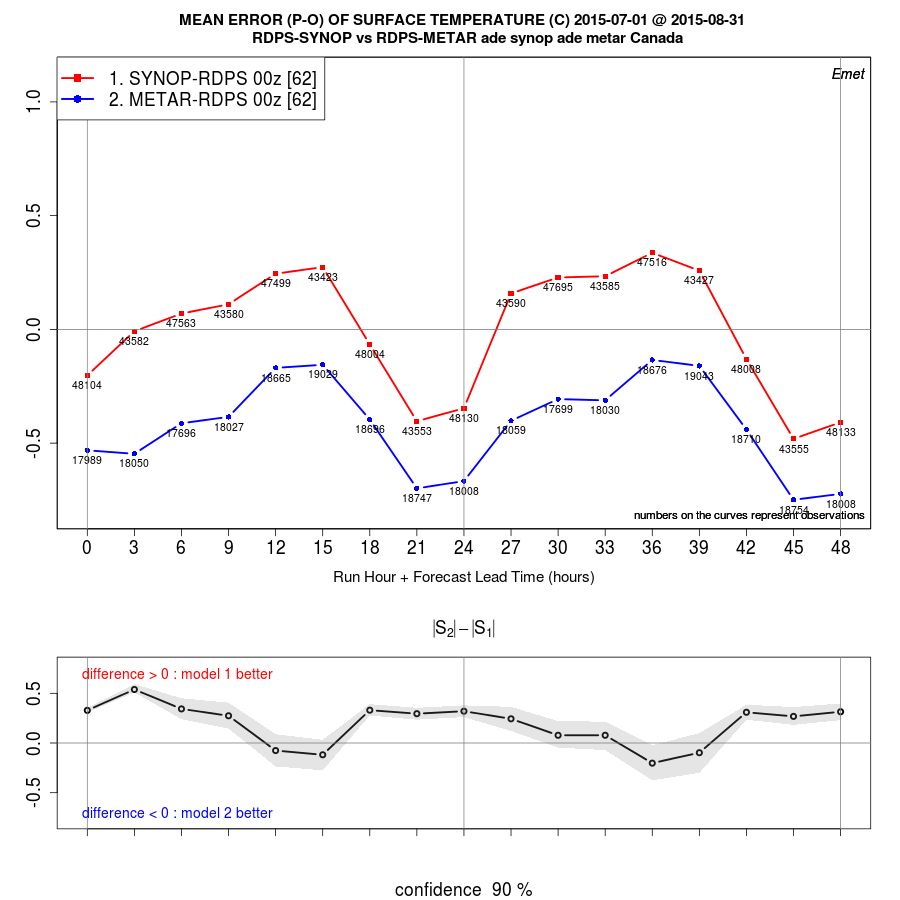 MEAN ERROR (P-O) OF SURFACE TEMPERATURE (C) 2015-07-01 @ 2015-08-31
RDPS-SYNOP vs RDPS-METAR ade synop ade metar Canada
1. SYNOP-RDPS 00z [62]
2. METAR-RDPS 00z [62]
Emet
1.0
0.5
0.0
-0.5
48104 43582 47563 43580 47499 43423 48004 43553 48130 43590 47695 43585 47516 43427 48008 43555 48133
17989 18050 17696 18027 18665 19029 18696 18747 18008 18059 17699 18030 18676 19043 18710 18754 18008
numbers on the curves represent observations
0 3 6 9 12 15 18 21 24 27 30 33 36 39 42 45 48
Run Hour + Forecast Lead Time (hours)
|S2|−|S1|
difference > 0 : model 1 better
0.5
0.0
-0.5
difference < 0 : model 2 better
confidence 90 %